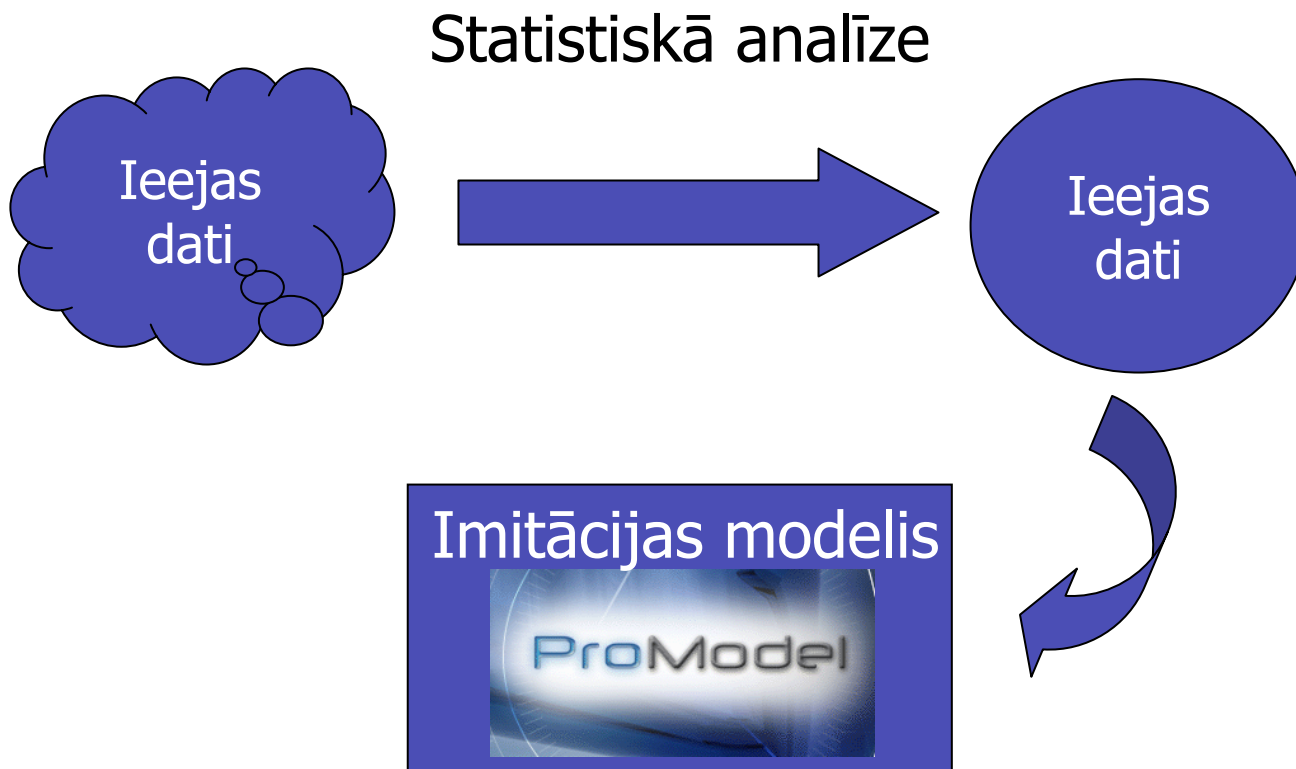 Statistiskā analīze
Ieejas
dati
Ieejas
dati
Imitācijas modelis
ProModel